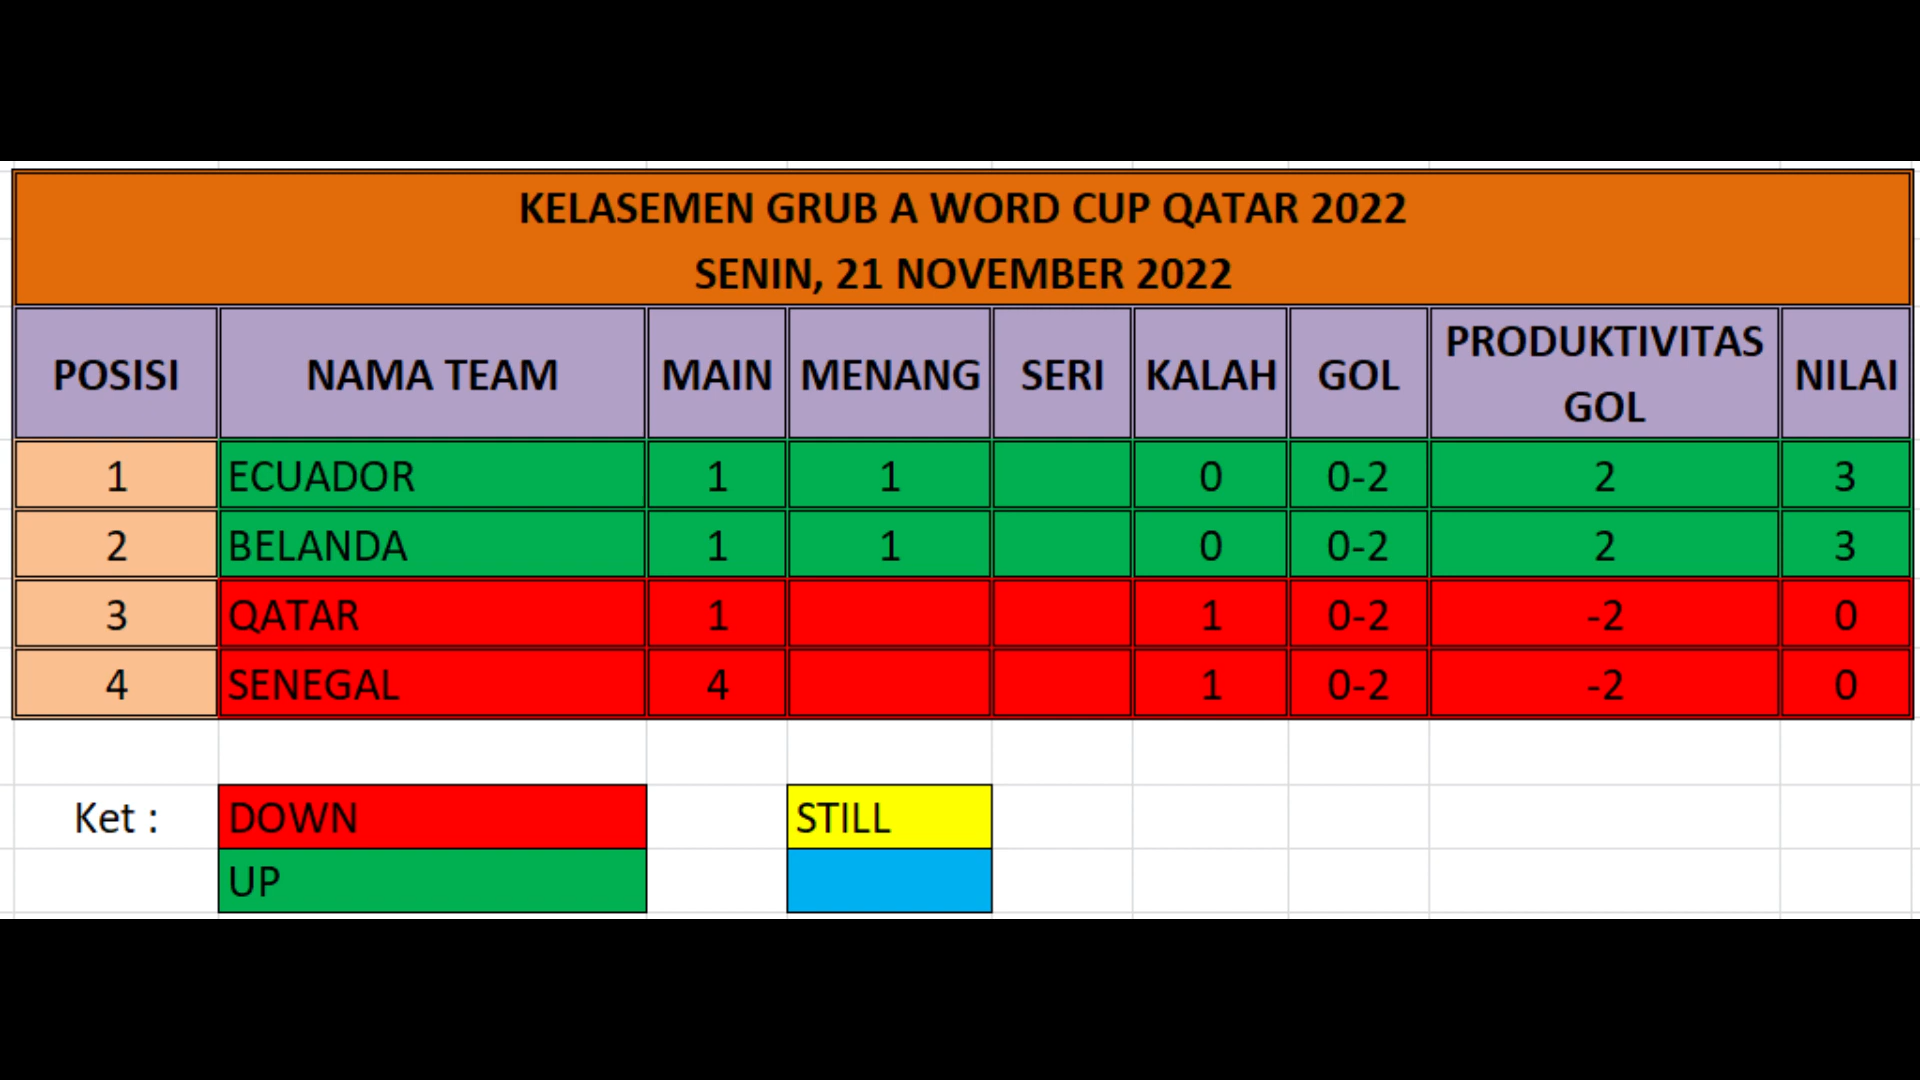 KELASEMEN GRUB A WORD CUP QATAR 2022
SENIN, 21 NOVEMBER 2022
POSISI NAMA TEAM MAIN MENANG SERI KALAH GOL PRODUKTIVITAS GOL NILAI
1 ECUADOR 1 1 0 0-2 2 3
2 BELANDA 1 1 0 0-2 2 3
3 QATAR 1 1 0-2 -2 0
4 SENEGAL 4 1 0-2 -2 0
Ket : DOWN STILL
UP